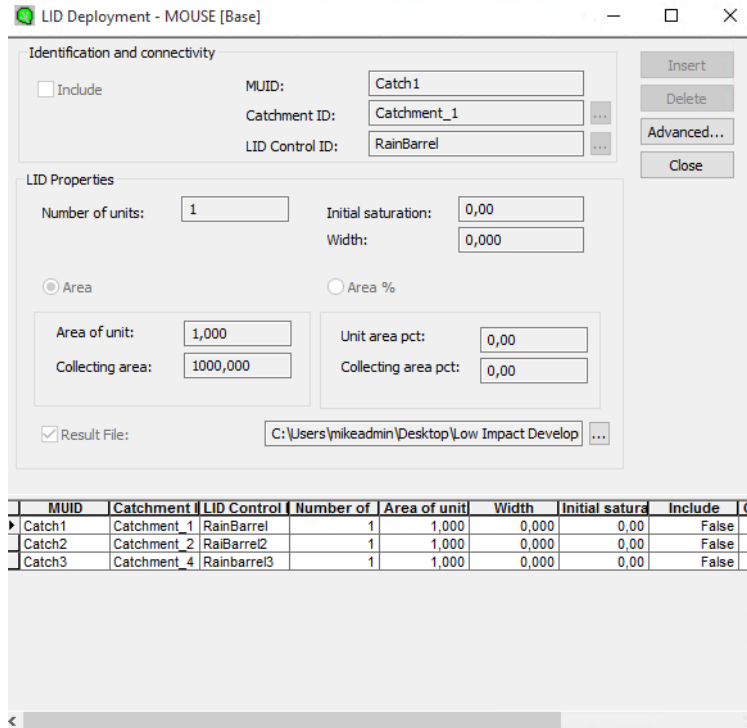 LID Deployment - MOUSE [Base]
Identification and connectivity
Include
MUID: Catch1
Catchment ID: Catchment_1 ...
LID Control ID: RainBarrel ...
Insert
Delete
Advanced...
Close
LID Properties
Number of units: 1
Initial saturation: 0,00
Width: 0,000
Area
Area %
Area of unit: 1,000
Collecting area: 1000,000
Unit area pct: 0,00
Collecting area pct: 0,00
Result File: C:\Users\mikeadmin\Desktop\Low Impact Develop ...
MUID Catchment I LID Control I Number of Area of unit Width Initial satura Include
Catch1 Catchment_1 RainBarrel 1 1,000 0,000 0,00 False
Catch2 Catchment_2 RaiBarrel2 1 1,000 0,000 0,00 False
Catch3 Catchment_4 Rainbarrel3 1 1,000 0,000 0,00 False